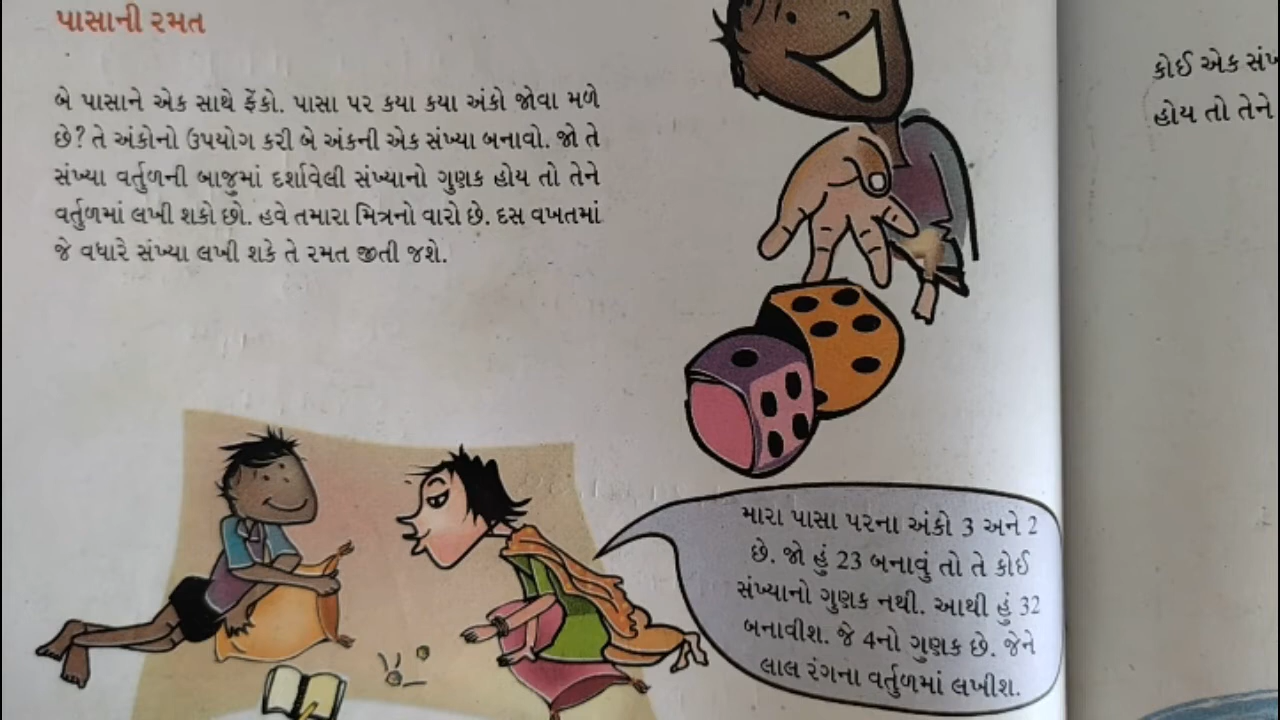 પાસાની રમત
બે પાસાને એક સાથે ફેંકો. પાસા પર કયા કયા અંકો જોવા મળે
છે? તે અંકોનો ઉપયોગ કરી બે અંકની એક સંખ્યા બનાવો. જો તે
સંખ્યા વર્તુળની બાજુમાં દર્શાવેલી સંખ્યાનો ગુણક હોય તો તેને
વર્તુળમાં લખી શકો છો. હવે તમારા મિત્રનો વારો છે. દસ વખતમાં
જે વધારે સંખ્યા લખી શકે તે રમત જીતી જશે.
મારા પાસા પરના અંકો 3 અને 2
છે. જો હું 23 બનાવું તો તે કોઈ
સંખ્યાનો ગુણક નથી. આથી હું 32
બનાવીશ. જે 4નો ગુણક છે. જેને
લાલ રંગના વર્તુળમાં લખીશ.
કોઈ એક
હોય તો તેને